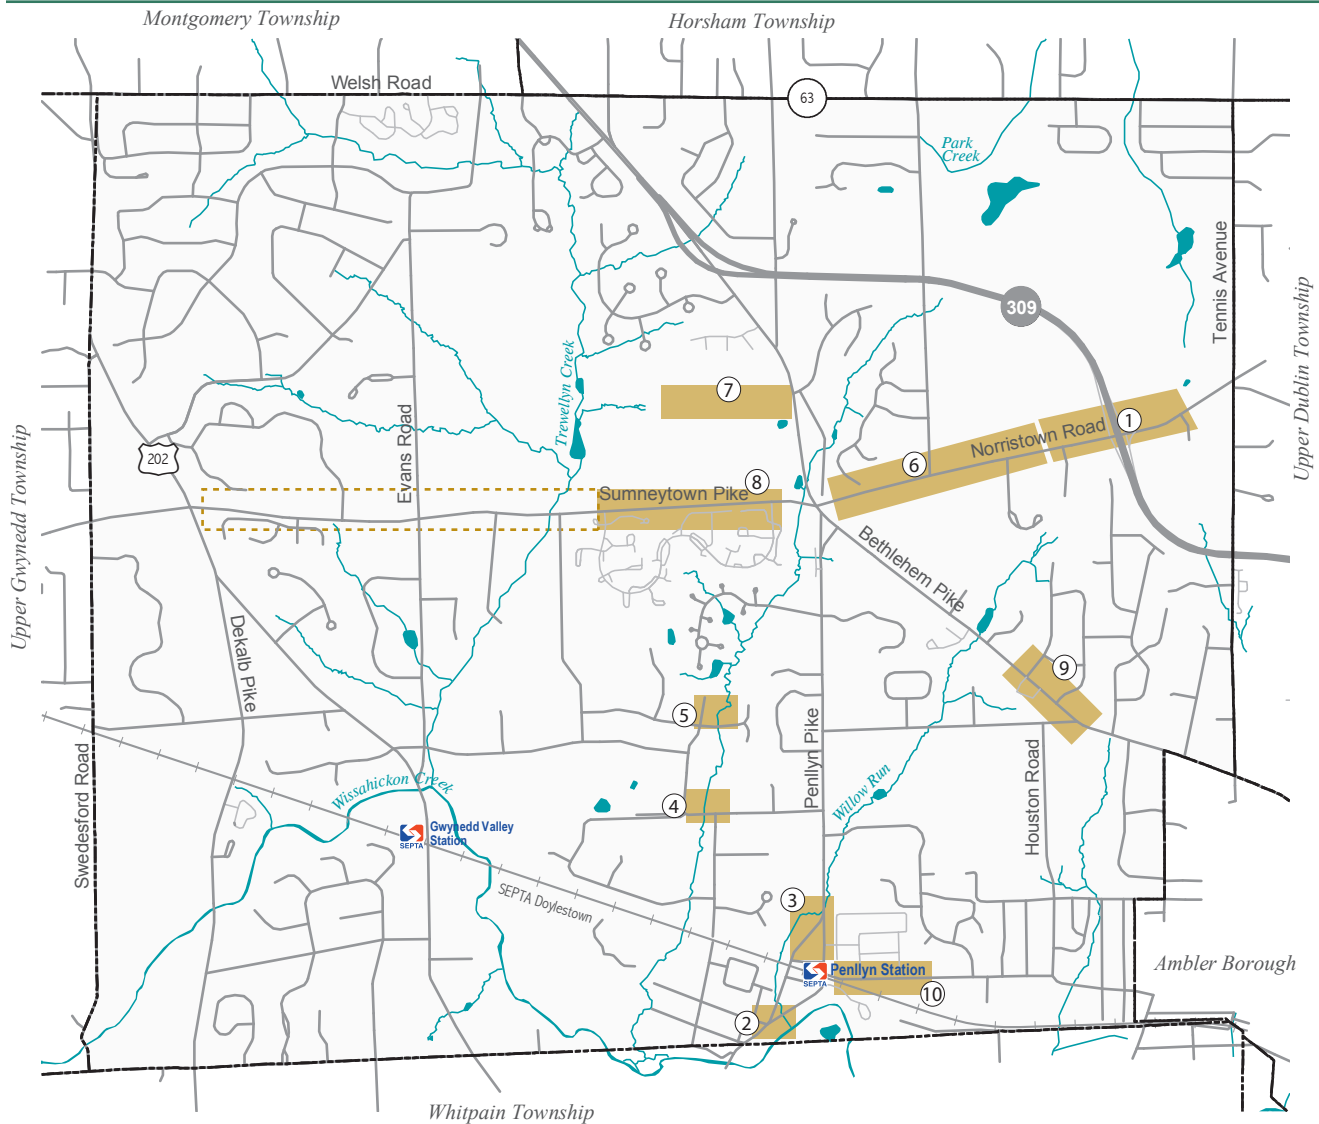 Montgomery Township
Horsham Township
Welsh Road
63
Park
Creek
Tennis Avenue
309
Upper Dublin Township
Trewellyn Creek
7
1
Norristown Road
6
Evans Road
202
8
Sumneytown Pike
Upper Gwynedd Township
Bethlehem Pike
Dekalb Pike
9
5
Penllyn Pike
Swedesford Road
Wissahickon Creek
Willow Run
Houston Road
4
Gwynedd Valley
Station
SEPTA
SEPTA Doylestown
3
Penllyn Station
SEPTA
Ambler Borough
10
2
Whitpain Township